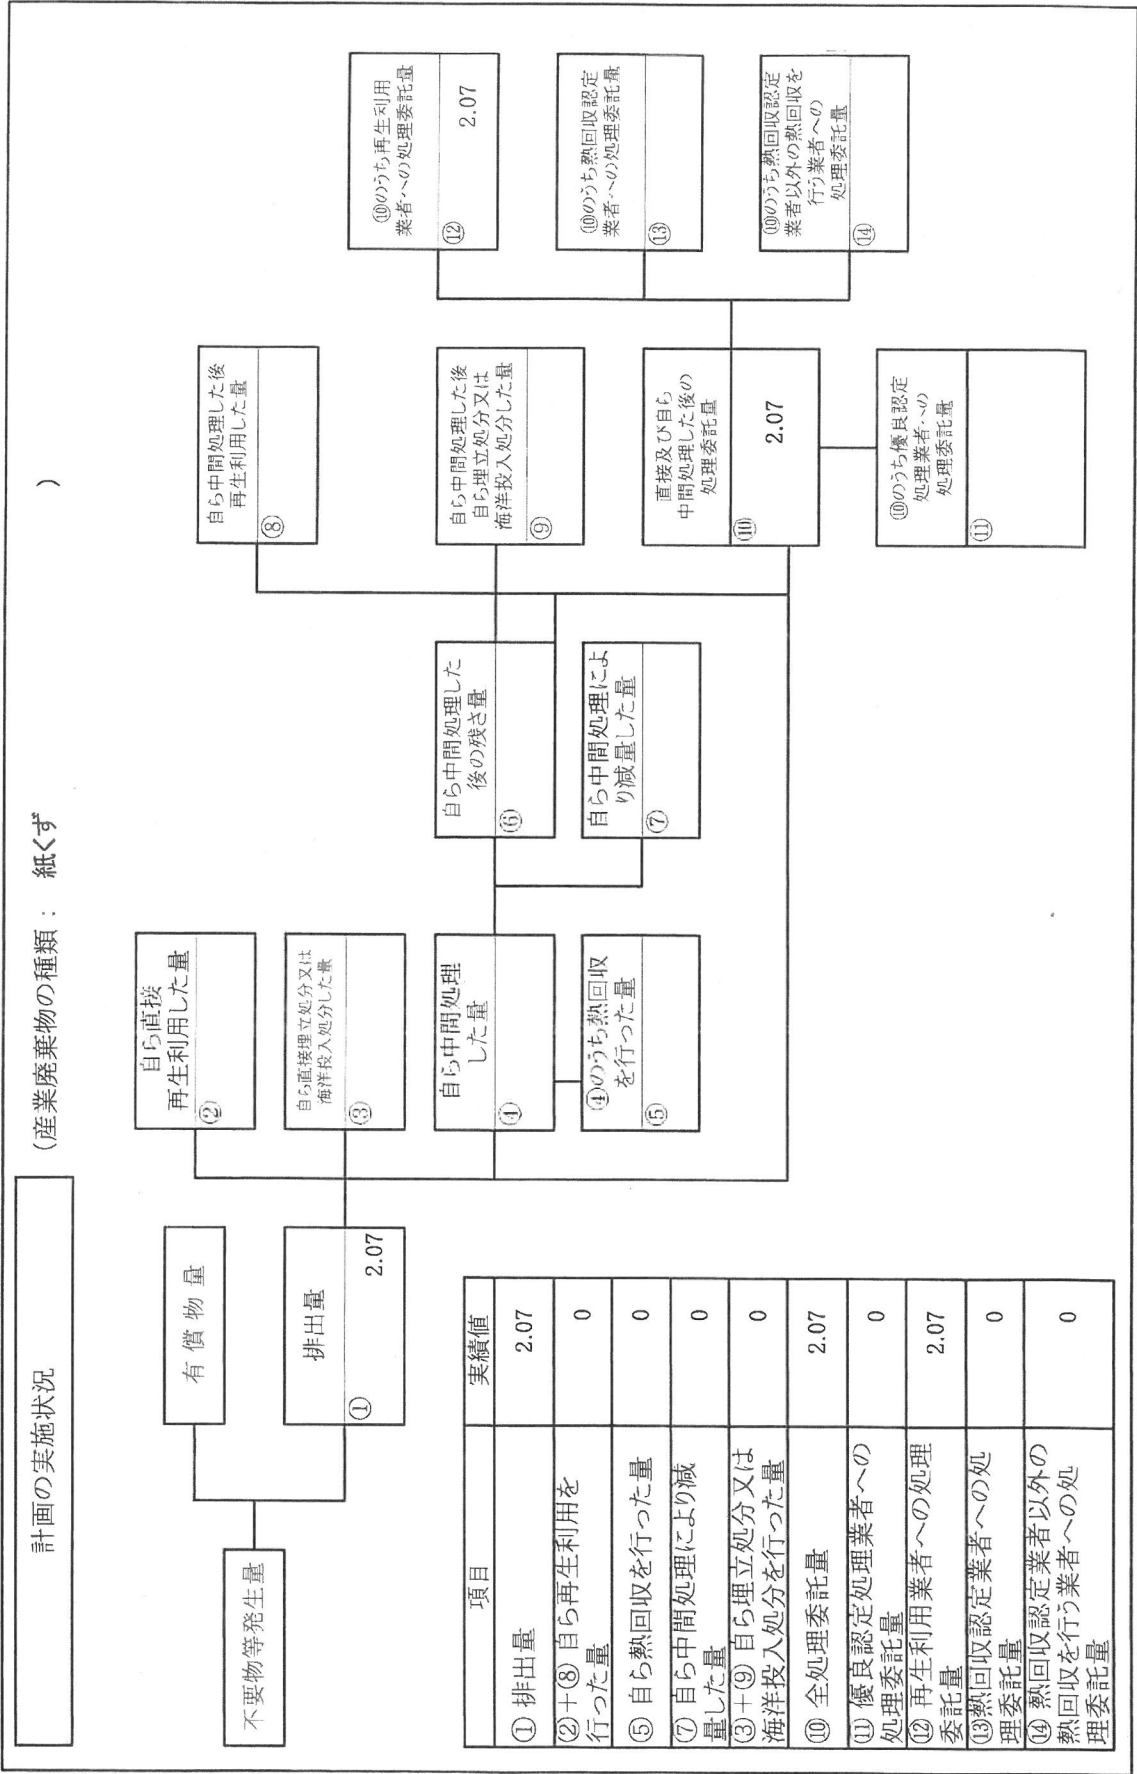 計画の実施状況
(産業廃棄物の種類： 紙くず )
不要物等発生量
有償物量
排出量
① 2.07
自ら直接
再生利用した量
②
自ら直接埋立処分又は
海洋投入処分した量
③
自ら中間処理
した量
④
④のうち熱回収
を行った量
⑤
自ら中間処理した
後の残さ量
⑥
自ら中間処理によ
り減量した量
⑦
自ら中間処理した後
再生利用した量
⑧
自ら中間処理した後
自ら埋立処分又は
海洋投入処分した量
⑨
直接及び自ら
中間処理した後の
処理委託量
⑩ 2.07
⑩のうち優良認定
処理業者への
処理委託量
⑪
⑩のうち再生利用
業者への処理委託量
⑫ 2.07
⑩のうち熱回収認定
業者への処理委託量
⑬
⑩のうち熱回収認定
業者以外の熱回収を
行う業者への
処理委託量
⑭
項目 実績値
① 排出量 2.07
②＋⑧ 自ら再生利用を
行った量 0
⑤ 自ら熱回収を行った量 0
⑦ 自ら中間処理により減
量した量 0
③＋⑨ 自ら埋立処分又は
海洋投入処分を行った量 0
⑩ 全処理委託量 2.07
⑪ 優良認定処理業者への
処理委託量 0
⑫ 再生利用業者への処理
委託量 2.07
⑬熱回収認定業者への処
理委託量 0
⑭ 熱回収認定業者以外の
熱回収を行う業者への処
理委託量 0